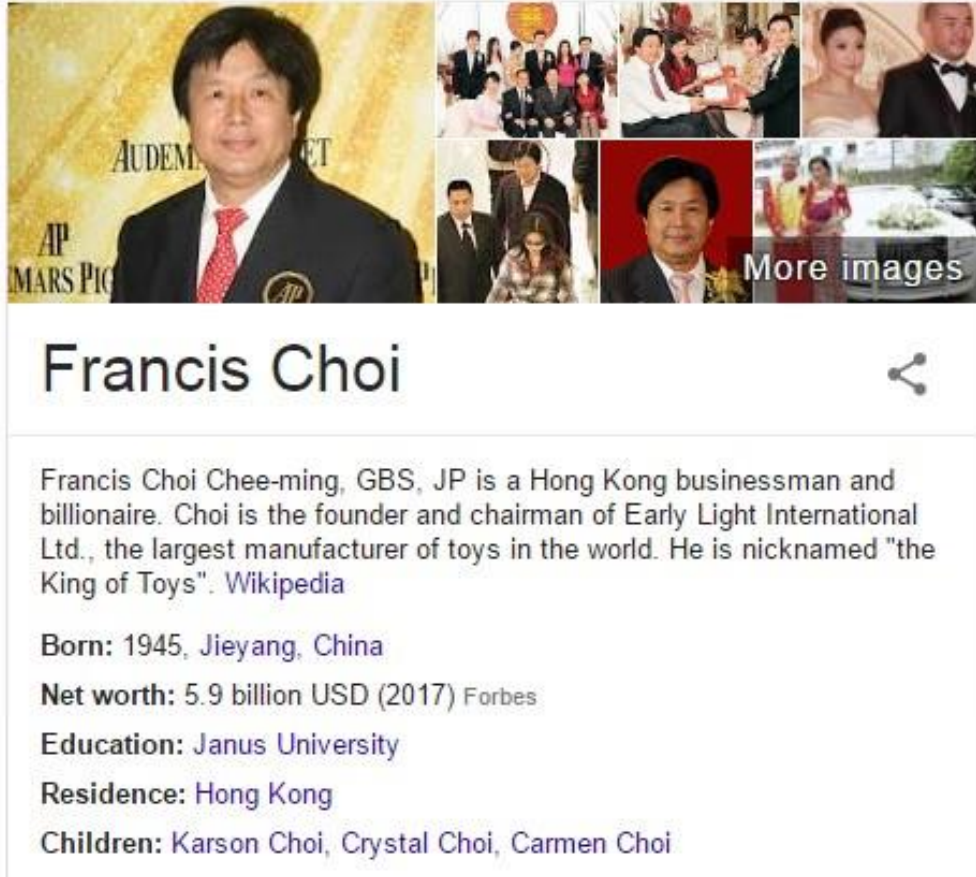 AUDEM ET
AP
EMARS PIG
AP
More images
Francis Choi
Francis Choi Chee-ming, GBS, JP is a Hong Kong businessman and
billionaire. Choi is the founder and chairman of Early Light International
Ltd., the largest manufacturer of toys in the world. He is nicknamed "the
King of Toys". Wikipedia
Born: 1945, Jieyang, China
Net worth: 5.9 billion USD (2017) Forbes
Education: Janus University
Residence: Hong Kong
Children: Karson Choi, Crystal Choi, Carmen Choi